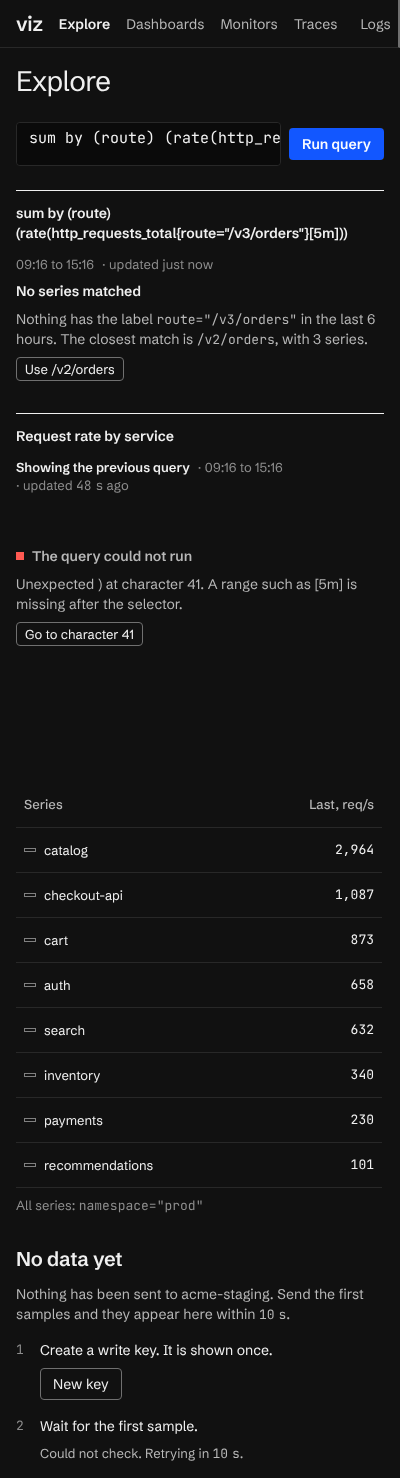 viz Explore Dashboards Monitors Traces Logs
Explore
sum by (route) (rate(http_re
Run query
sum by (route)
(rate(http_requests_total{route="/v3/orders"}[5m]))
09:16 to 15:16 · updated just now
No series matched
Nothing has the label route="/v3/orders" in the last 6
hours. The closest match is /v2/orders, with 3 series.
Use /v2/orders
Request rate by service
Showing the previous query · 09:16 to 15:16
· updated 48 s ago
The query could not run
Unexpected ) at character 41. A range such as [5m] is
missing after the selector.
Go to character 41
Series Last, req/s
catalog 2,964
checkout-api 1,087
cart 873
auth 658
search 632
inventory 340
payments 230
recommendations 101
All series: namespace="prod"
No data yet
Nothing has been sent to acme-staging. Send the first
samples and they appear here within 10 s.
1 Create a write key. It is shown once.
New key
2 Wait for the first sample.
Could not check. Retrying in 10 s.